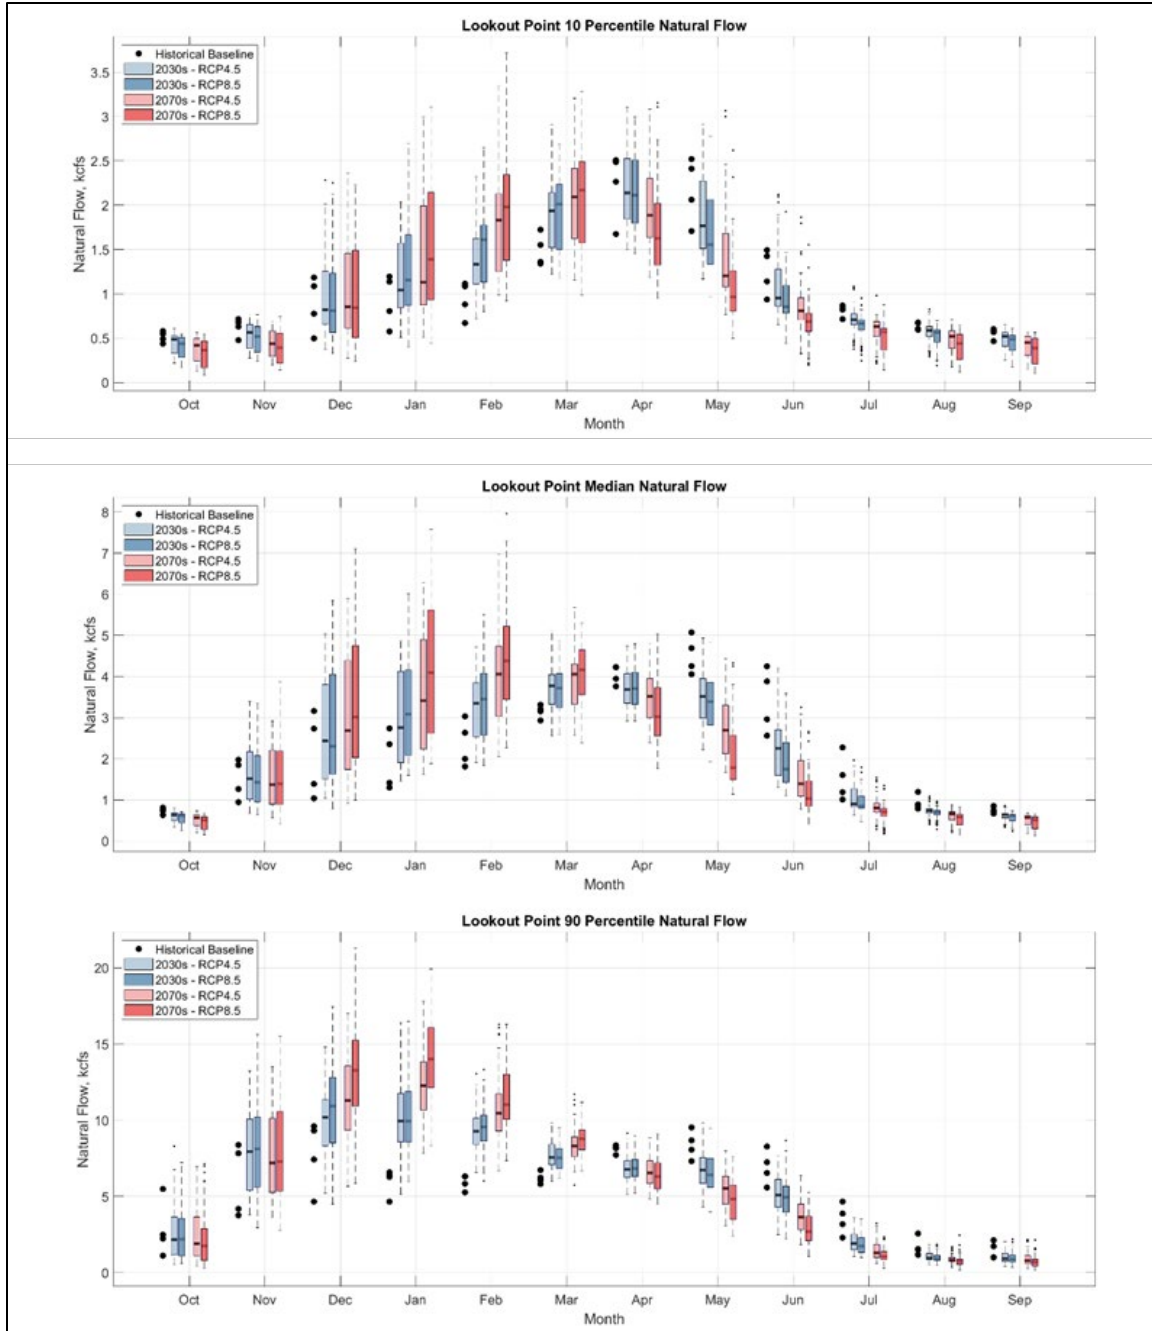 Lookout Point 10 Percentile Natural Flow
Historical Baseline
2030s - RCP4.5
2030s - RCP8.5
2070s - RCP4.5
2070s - RCP8.5
Natural Flow, kcfs
3.5
3
2.5
2
1.5
1
0.5
0
Oct Nov Dec Jan Feb Mar Apr May Jun Jul Aug Sep
Month
Lookout Point Median Natural Flow
Historical Baseline
2030s - RCP4.5
2030s - RCP8.5
2070s - RCP4.5
2070s - RCP8.5
Natural Flow, kcfs
8
7
6
5
4
3
2
1
0
Oct Nov Dec Jan Feb Mar Apr May Jun Jul Aug Sep
Month
Lookout Point 90 Percentile Natural Flow
Historical Baseline
2030s - RCP4.5
2030s - RCP8.5
2070s - RCP4.5
2070s - RCP8.5
Natural Flow, kcfs
20
15
10
5
0
Oct Nov Dec Jan Feb Mar Apr May Jun Jul Aug Sep
Month